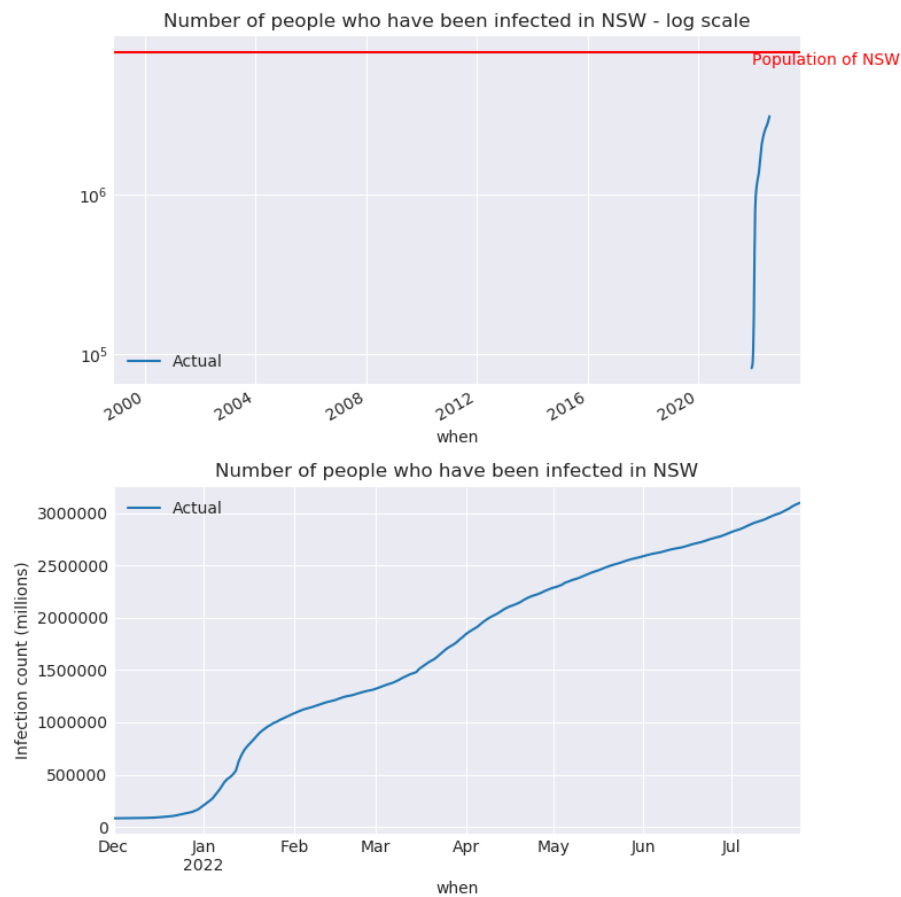 Number of people who have been infected in NSW - log scale
Population of NSW
10^6
10^5
Actual
2000 2004 2008 2012 2016 2020
when
Number of people who have been infected in NSW
Actual
Infection count (millions)
3000000
2500000
2000000
1500000
1000000
500000
0
Dec Jan Feb Mar Apr May Jun Jul
2022
when